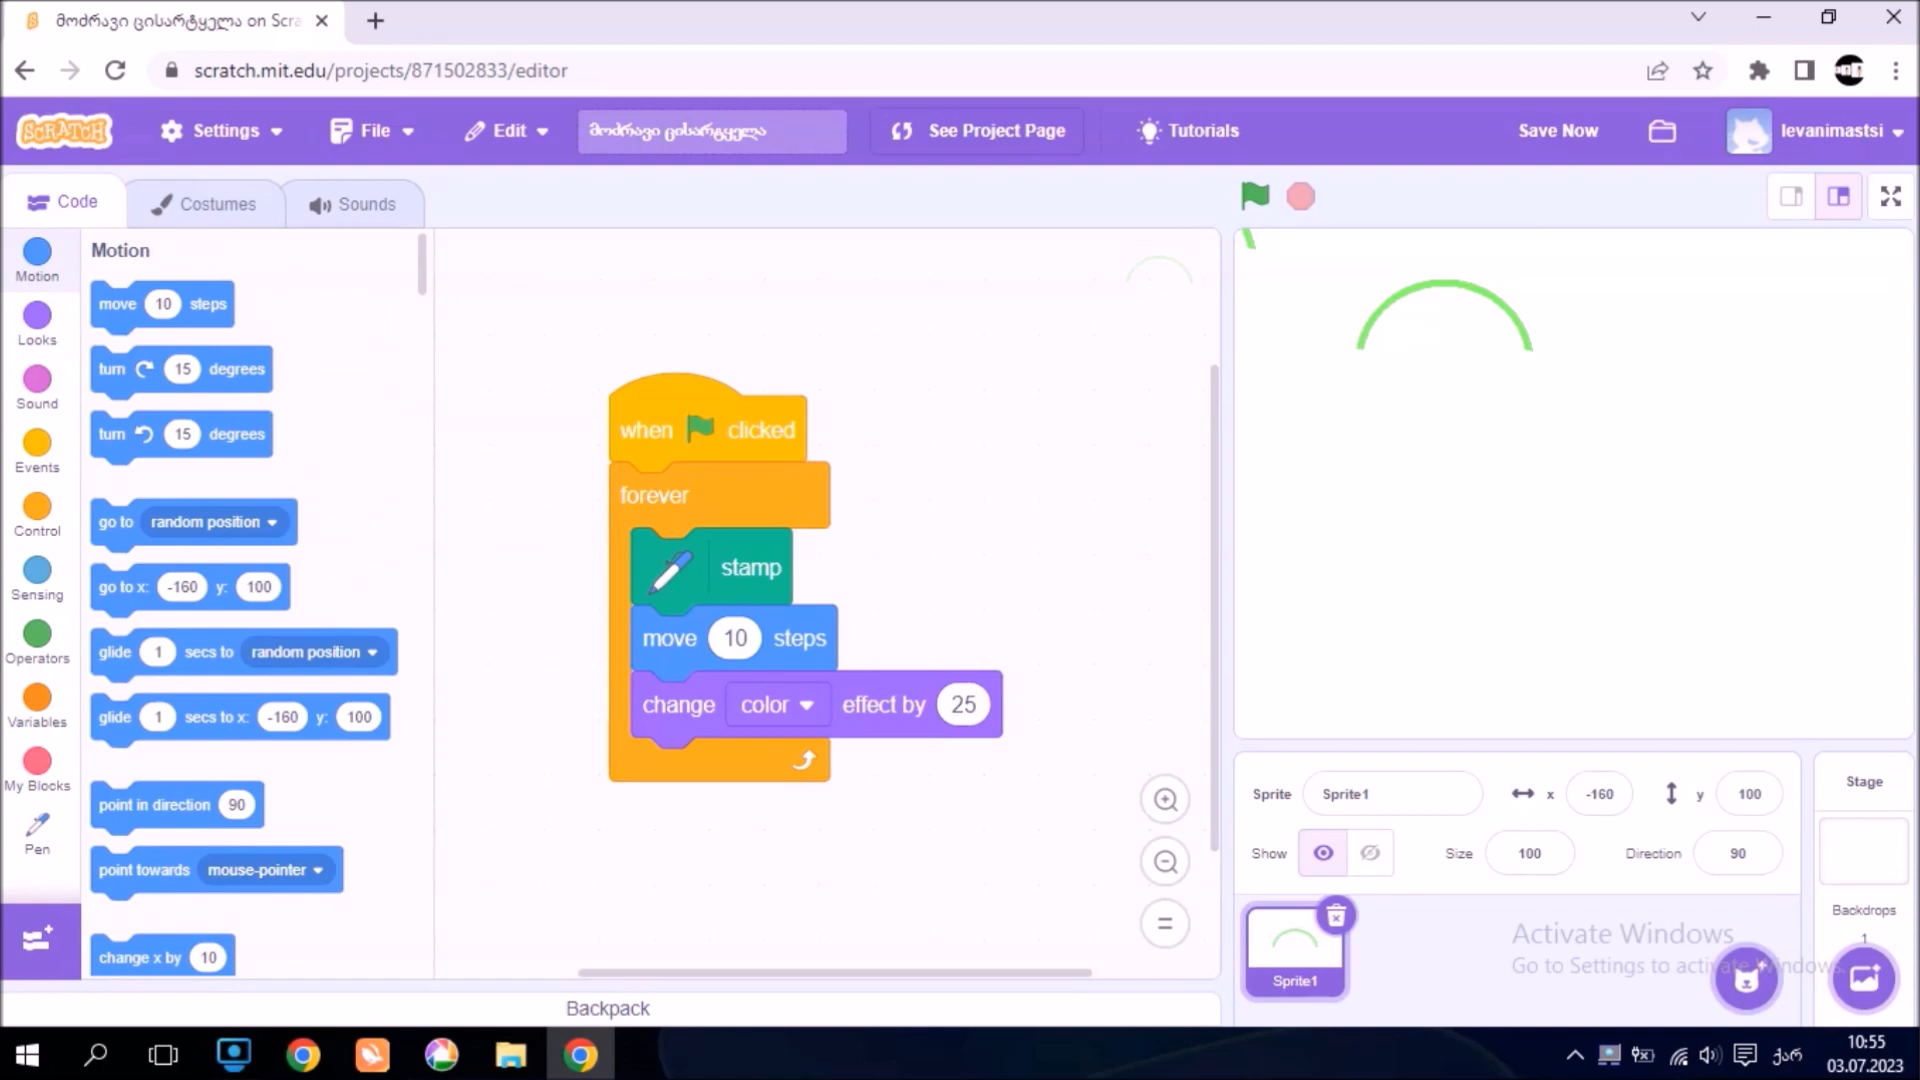 მოძრავი ცისარტყელა on Scra
scratch.mit.edu/projects/871502833/editor
SCRATCH
Settings
File
Edit
მოძრავი ცისარტყელა
See Project Page
Tutorials
Save Now
levanimastsi
Code
Costumes
Sounds
Motion
Looks
Sound
Events
Control
Sensing
Operators
Variables
My Blocks
Pen
Motion
move 10 steps
turn 15 degrees
turn 15 degrees
go to random position
go to x: -160 y: 100
glide 1 secs to random position
glide 1 secs to x: -160 y: 100
point in direction 90
point towards mouse-pointer
change x by 10
when clicked
forever
stamp
move 10 steps
change color effect by 25
Backpack
Sprite Sprite1 x -160 y 100
Show Size 100 Direction 90
Sprite1
Stage
Backdrops
1
Activate Windows
Go to Settings to activate Windows.
ქარ
10:55
03.07.2023